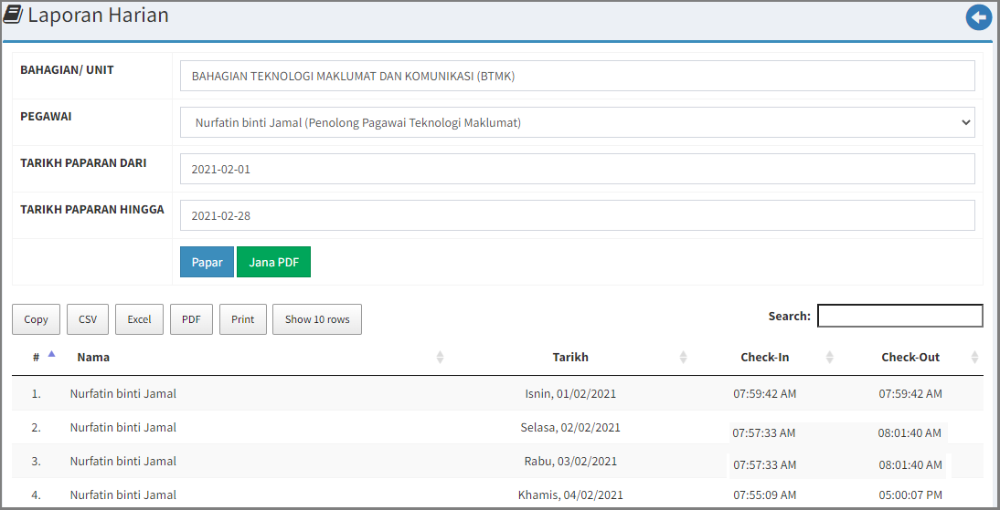 Laporan Harian
BAHAGIAN/ UNIT BAHAGIAN TEKNOLOGI MAKLUMAT DAN KOMUNIKASI (BTMK)
PEGAWAI Nurfatin binti Jamal (Penolong Pagawai Teknologi Maklumat)
TARIKH PAPARAN DARI 2021-02-01
TARIKH PAPARAN HINGGA 2021-02-28
Papar Jana PDF
Copy CSV Excel PDF Print Show 10 rows Search:
# Nama Tarikh Check-In Check-Out
1. Nurfatin binti Jamal Isnin, 01/02/2021 07:59:42 AM 07:59:42 AM
2. Nurfatin binti Jamal Selasa, 02/02/2021 07:57:33 AM 08:01:40 AM
3. Nurfatin binti Jamal Rabu, 03/02/2021 07:57:33 AM 08:01:40 AM
4. Nurfatin binti Jamal Khamis, 04/02/2021 07:55:09 AM 05:00:07 PM